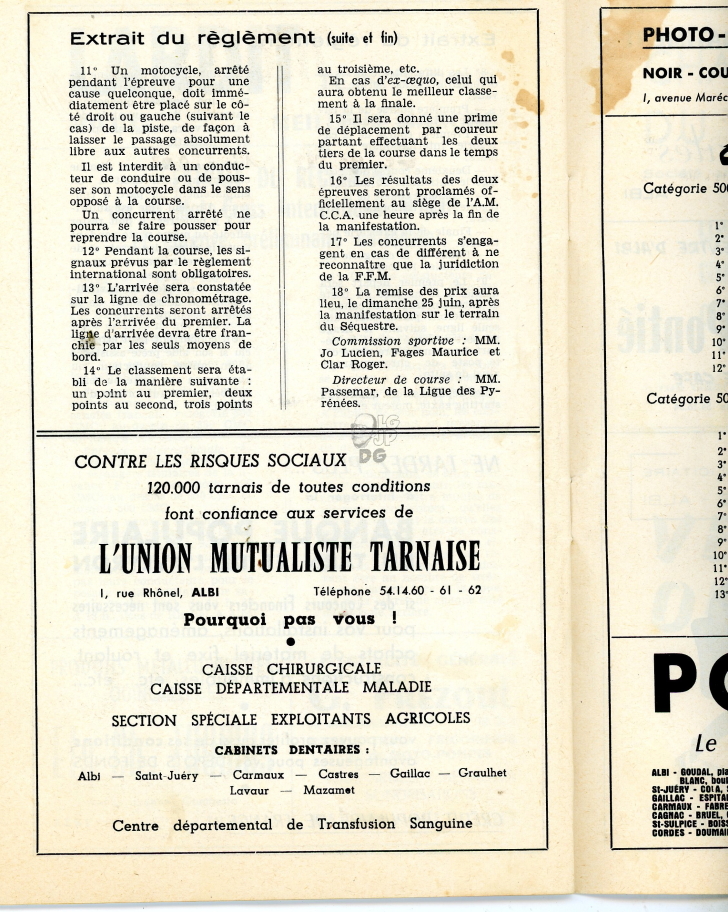 Extrait du règlement (suite et fin)
11° Un motocycle, arrêté
pendant l'épreuve pour une
cause quelconque, doit immé-
diatement être placé sur le cô-
té droit ou gauche (suivant le
cas) de la piste, de façon à
laisser le passage absolument
libre aux autres concurrents.
Il est interdit à un conduc-
teur de conduire ou de pous-
ser son motocycle dans le sens
opposé à la course.
Un concurrent arrêté ne
pourra se faire pousser pour
reprendre la course.
12° Pendant la course, les si-
gnaux prévus par le règlement
international sont obligatoires.
13° L'arrivée sera constatée
sur la ligne de chronométrage.
Les concurrents seront arrêtés
après l'arrivée du premier. La
ligne d'arrivée devra être fran-
chie par les seuls moyens de
bord.
14° Le classement sera éta-
bli de la manière suivante :
un point au premier, deux
points au second, trois points
au troisième, etc.
En cas d'ex-æquo, celui qui
aura obtenu le meilleur classe-
ment à la finale.
15° Il sera donné une prime
de déplacement par coureur
partant effectuant les deux
tiers de la course dans le temps
du premier.
16° Les résultats des deux
épreuves seront proclamés of-
ficiellement au siège de l'A.M.
C.C.A. une heure après la fin de
la manifestation.
17° Les concurrents s'enga-
gent en cas de différent à ne
reconnaître que la juridiction
de la F.F.M.
18° La remise des prix aura
lieu, le dimanche 25 juin, après
la manifestation sur le terrain
du Séquestre.
Commission sportive : MM.
Jo Lucien, Fages Maurice et
Clar Roger.
Directeur de course : MM.
Passemar, de la Ligue des Py-
rénées.
DG
CONTRE LES RISQUES SOCIAUX
120.000 tarnais de toutes conditions
font confiance aux services de
L'UNION MUTUALISTE TARNAISE
1, rue Rhônel, ALBI Téléphone 54.14.60 - 61 - 62
Pourquoi pas vous !
CAISSE CHIRURGICALE
CAISSE DÉPARTEMENTALE MALADIE
SECTION SPÉCIALE EXPLOITANTS AGRICOLES
CABINETS DENTAIRES :
Albi — Saint-Juéry — Carmaux — Castres — Gaillac — Graulhet
Lavaur — Mazamet
Centre départemental de Transfusion Sanguine
PHOTO -
NOIR - COU
1, avenue Maréc
Catégorie 50
1°
2°
3°
4°
5°
6°
7°
8°
9°
10°
11°
12°
Catégorie 50
1°
2°
3°
4°
5°
6°
7°
8°
9°
10°
11°
12°
13°
PO
Le
ALBI - GOUDAL, pla
BLANC, boul
ST-JUÉRY - COLA,
GAILLAC - ESPITA
CARMAUX - FABRE
CAGNAC - BRUEL,
St-SULPICE - BOISS
CORDES - DOUMAI